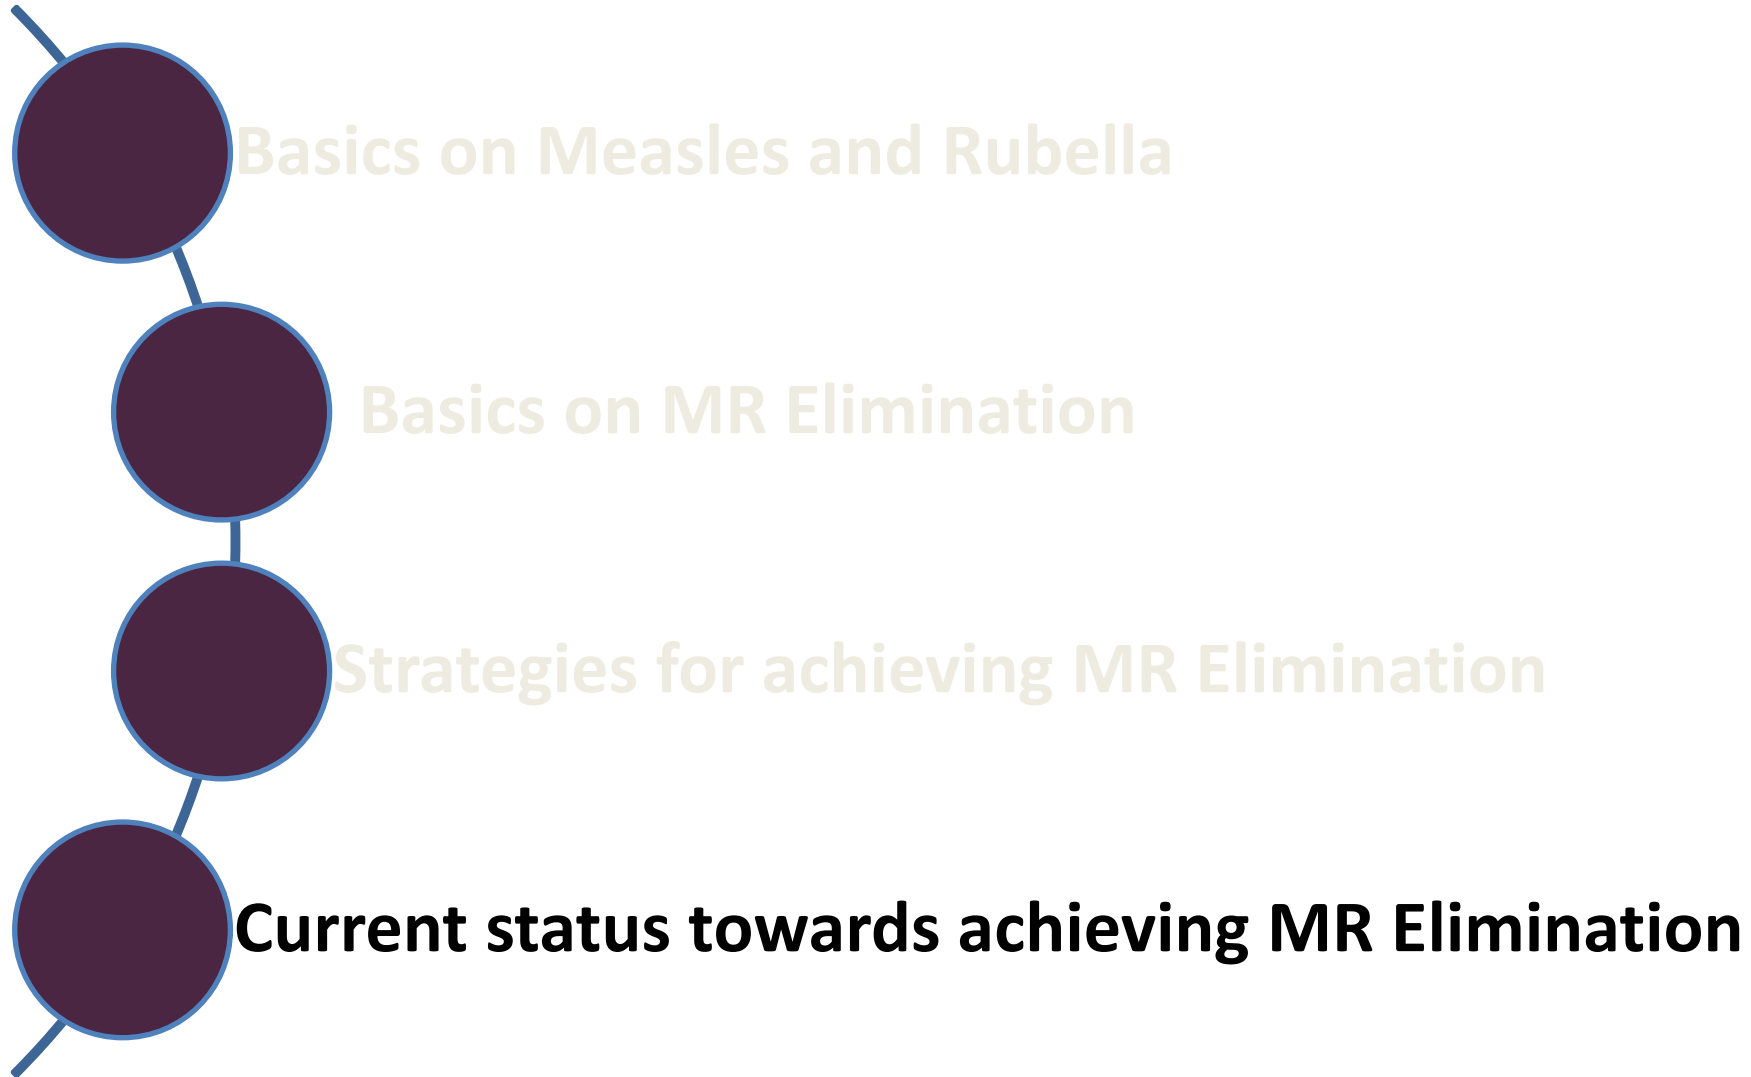 Basics on Measles and Rubella
Basics on MR Elimination
Strategies for achieving MR Elimination
Current status towards achieving MR Elimination